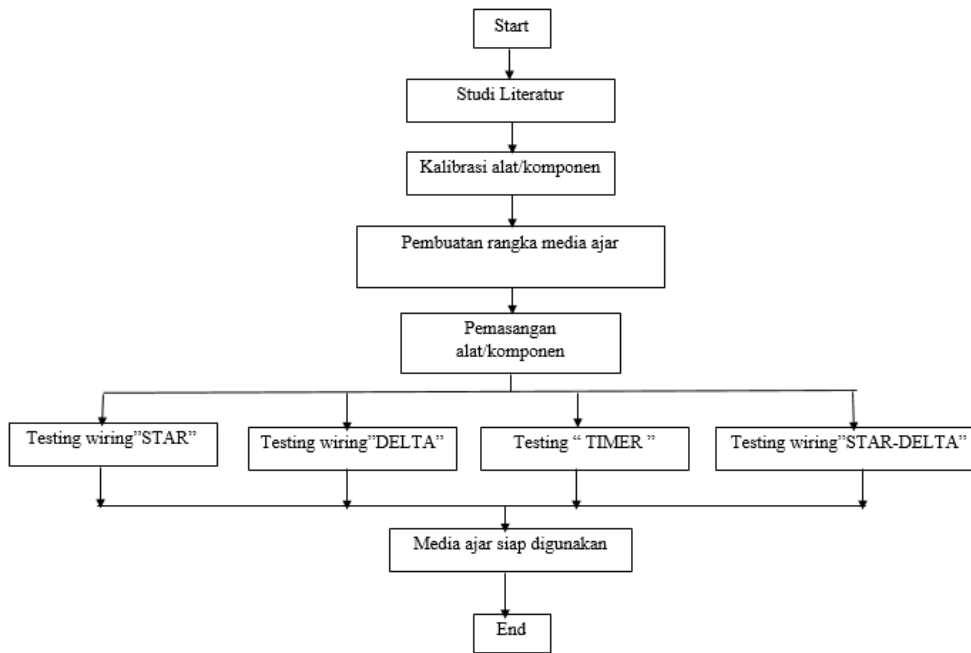 Start
Studi Literatur
Kalibrasi alat/komponen
Pembuatan rangka media ajar
Pemasangan
alat/komponen
Testing wiring”STAR”
Testing wiring”DELTA”
Testing “ TIMER ”
Testing wiring”STAR-DELTA”
Media ajar siap digunakan
End